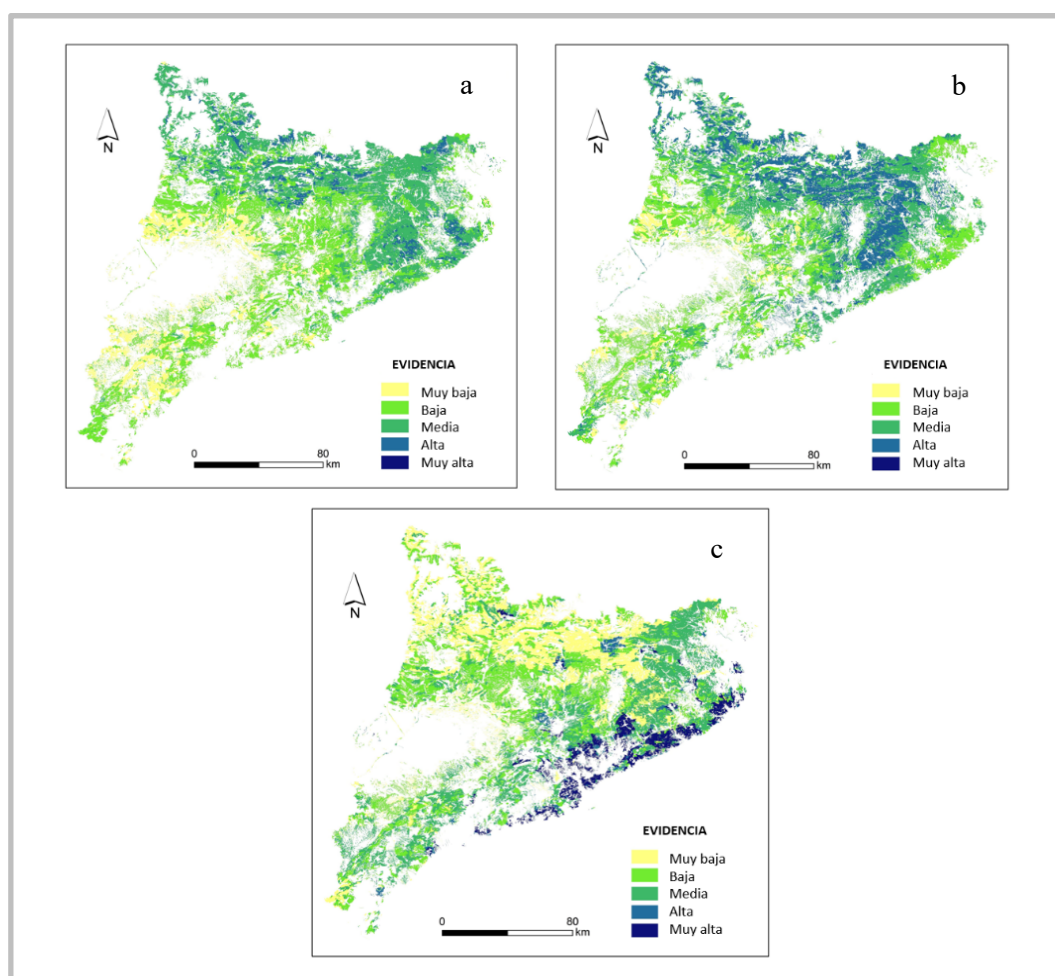 a
N
EVIDENCIA
Muy baja
Baja
Media
Alta
Muy alta
0 80
km
b
N
EVIDENCIA
Muy baja
Baja
Media
Alta
Muy alta
0 80
km
c
N
EVIDENCIA
Muy baja
Baja
Media
Alta
Muy alta
0 80
km